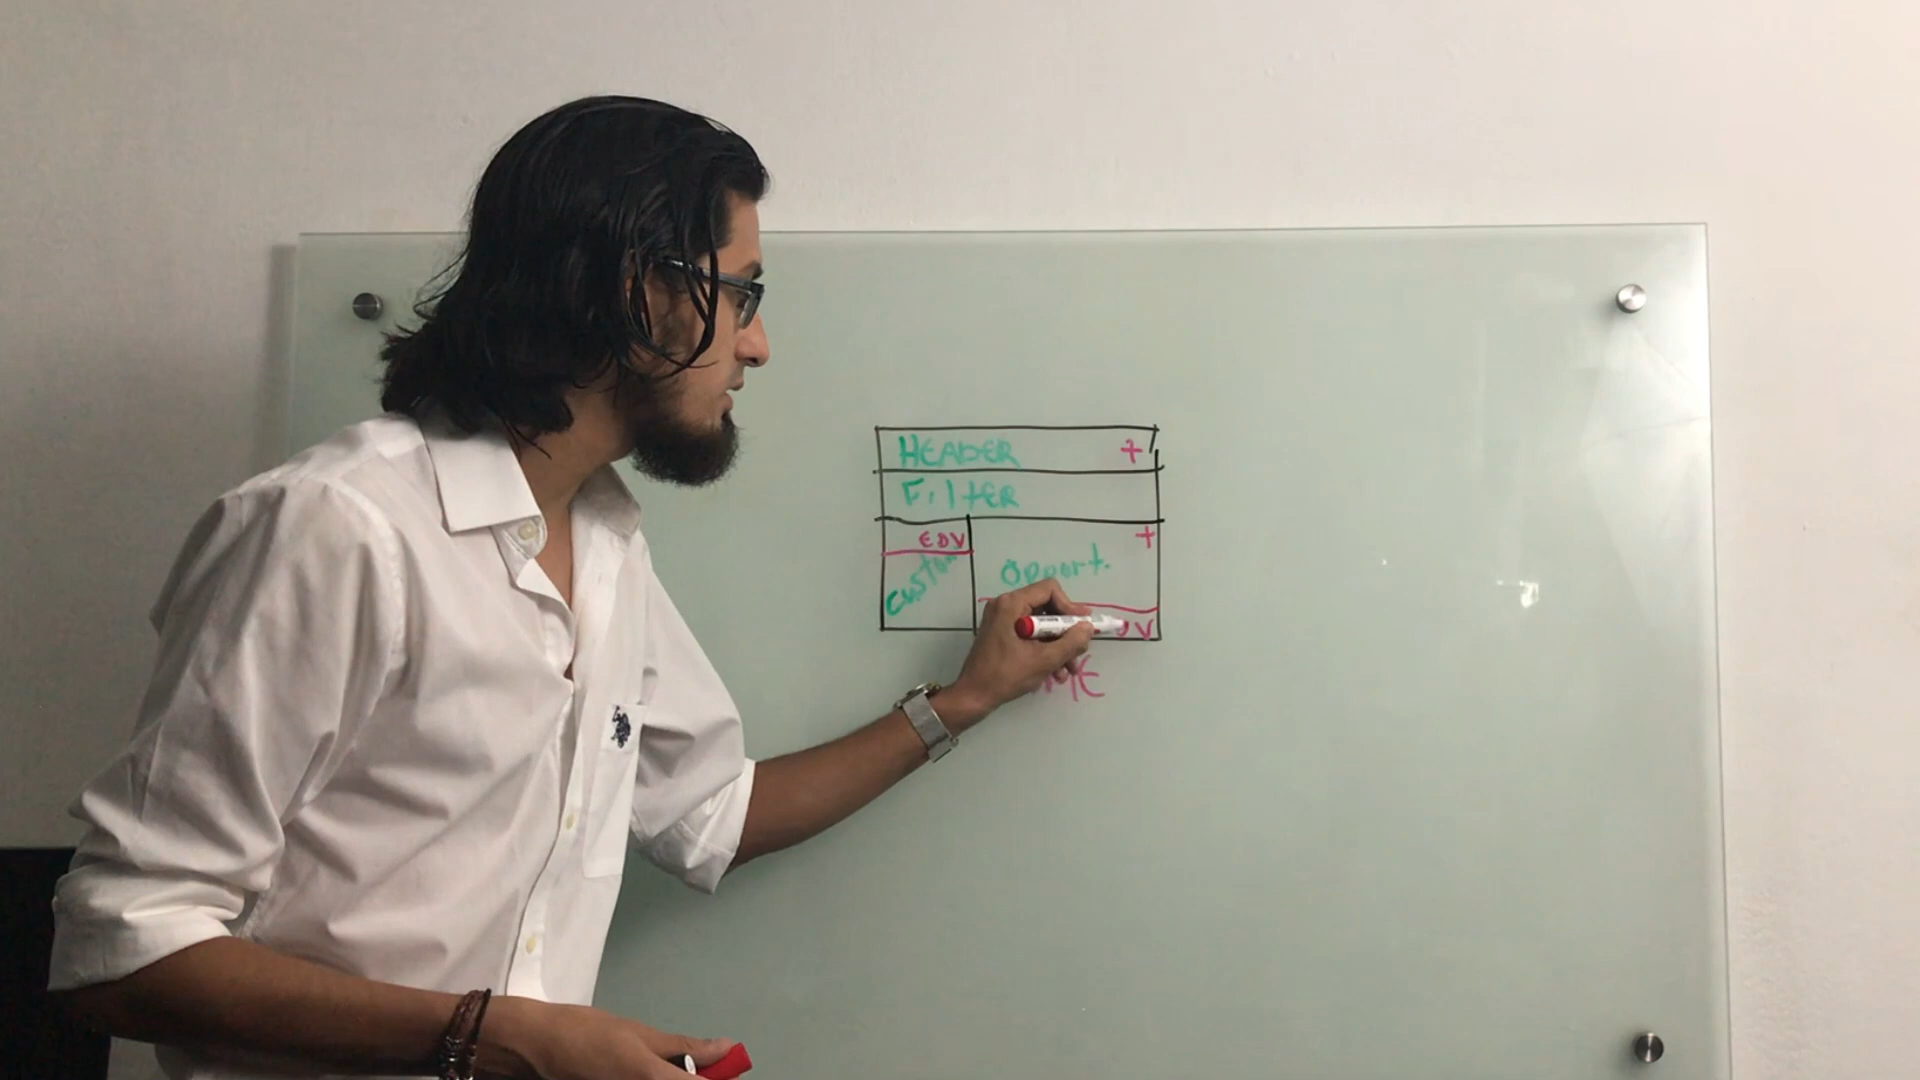 HEADER +
FilTER
EDV +
Custom
Opport.
V